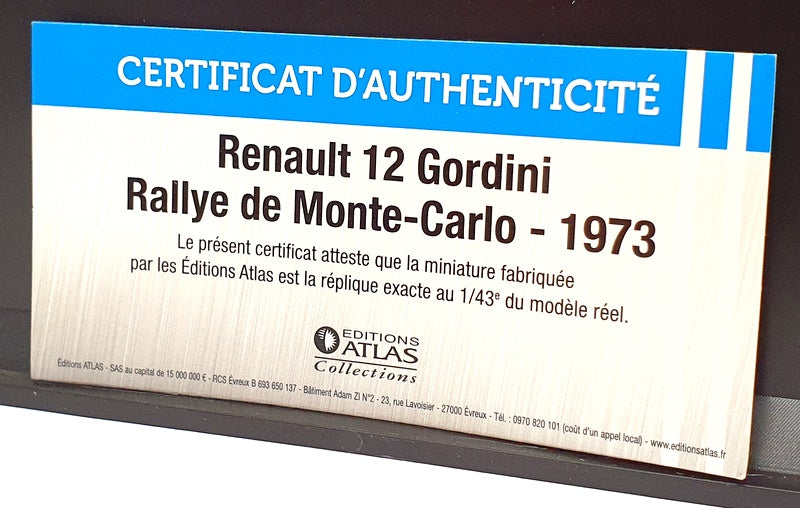 CERTIFICAT D'AUTHENTICITÉ
Renault 12 Gordini
Rallye de Monte-Carlo - 1973
Le présent certificat atteste que la miniature fabriquée
par les Éditions Atlas est la réplique exacte au 1/43e du modèle réel.
EDITIONS
ATLAS
Collections
Éditions ATLAS - SAS au capital de 15 000 000 € - RCS Évreux B 693 650 137 - Bâtiment Adam ZI N°2 - 23, rue Lavoisier - 27000 Évreux - Tél. : 0970 820 101 (coût d'un appel local) - www.editionsatlas.fr